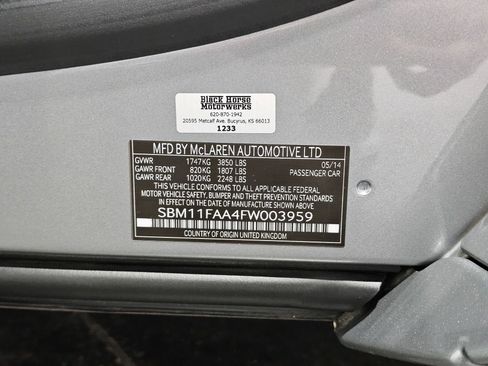 Black Horse
Motorwerks
620-870-1942
20595 Metcalf Ave. Bucyrus, KS 66013
1233
MFD BY McLAREN AUTOMOTIVE LTD
GVWR 1747KG 3850 LBS 05/14
GAWR FRONT 820KG 1807 LBS PASSENGER CAR
GAWR REAR 1020KG 2248 LBS
THIS VEHICLE CONFORMS TO ALL APPLICABLE FEDERAL
MOTOR VEHICLE SAFETY, BUMPER AND THEFT PREVENTION STANDARDS
IN EFFECT ON THE DATE OF MANUFACTURE SHOWN ABOVE.
SBM11FAA4FW003959
COUNTRY OF ORIGIN UNITED KINGDOM